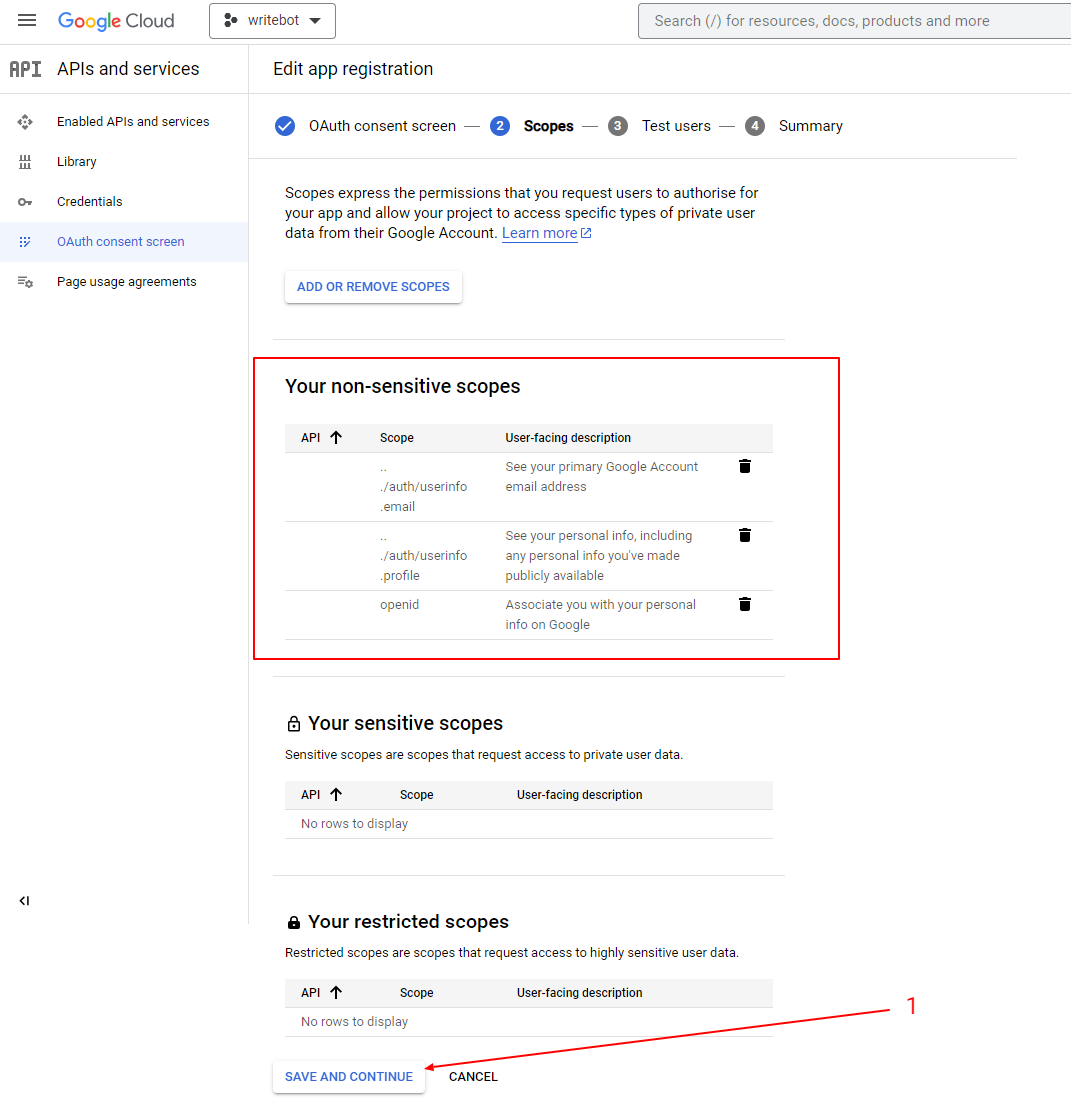 Google Cloud
writebot
Search (/) for resources, docs, products and more
API APIs and services
Edit app registration
Enabled APIs and services
Library
Credentials
OAuth consent screen
Page usage agreements
OAuth consent screen — 2 Scopes — 3 Test users — 4 Summary
Scopes express the permissions that you request users to authorise for
your app and allow your project to access specific types of private user
data from their Google Account. Learn more
ADD OR REMOVE SCOPES
Your non-sensitive scopes
API Scope User-facing description
.. See your primary Google Account
./auth/userinfo email address
.email
.. See your personal info, including
./auth/userinfo any personal info you've made
.profile publicly available
openid Associate you with your personal
info on Google
Your sensitive scopes
Sensitive scopes are scopes that request access to private user data.
API Scope User-facing description
No rows to display
Your restricted scopes
Restricted scopes are scopes that request access to highly sensitive user data.
API Scope User-facing description
No rows to display
1
SAVE AND CONTINUE CANCEL